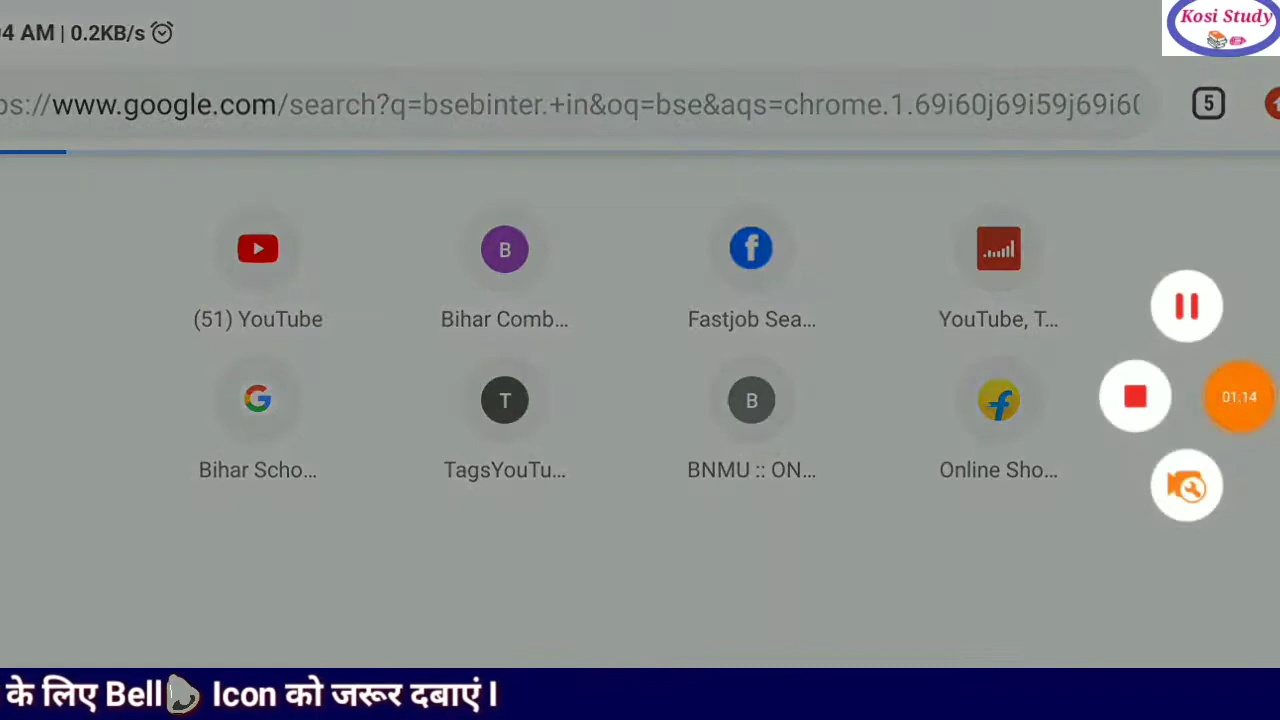 4 AM | 0.2KB/s
Kosi Study
ps://www.google.com/search?q=bsebinter.+in&oq=bse&aqs=chrome.1.69i60j69i59j69i60
5
B
(51) YouTube
Bihar Comb...
Fastjob Sea...
YouTube, T...
T
B
Bihar Scho...
TagsYouTu...
BNMU :: ON...
Online Sho...
01:14
के लिए Bell Icon को जरूर दबाएं l